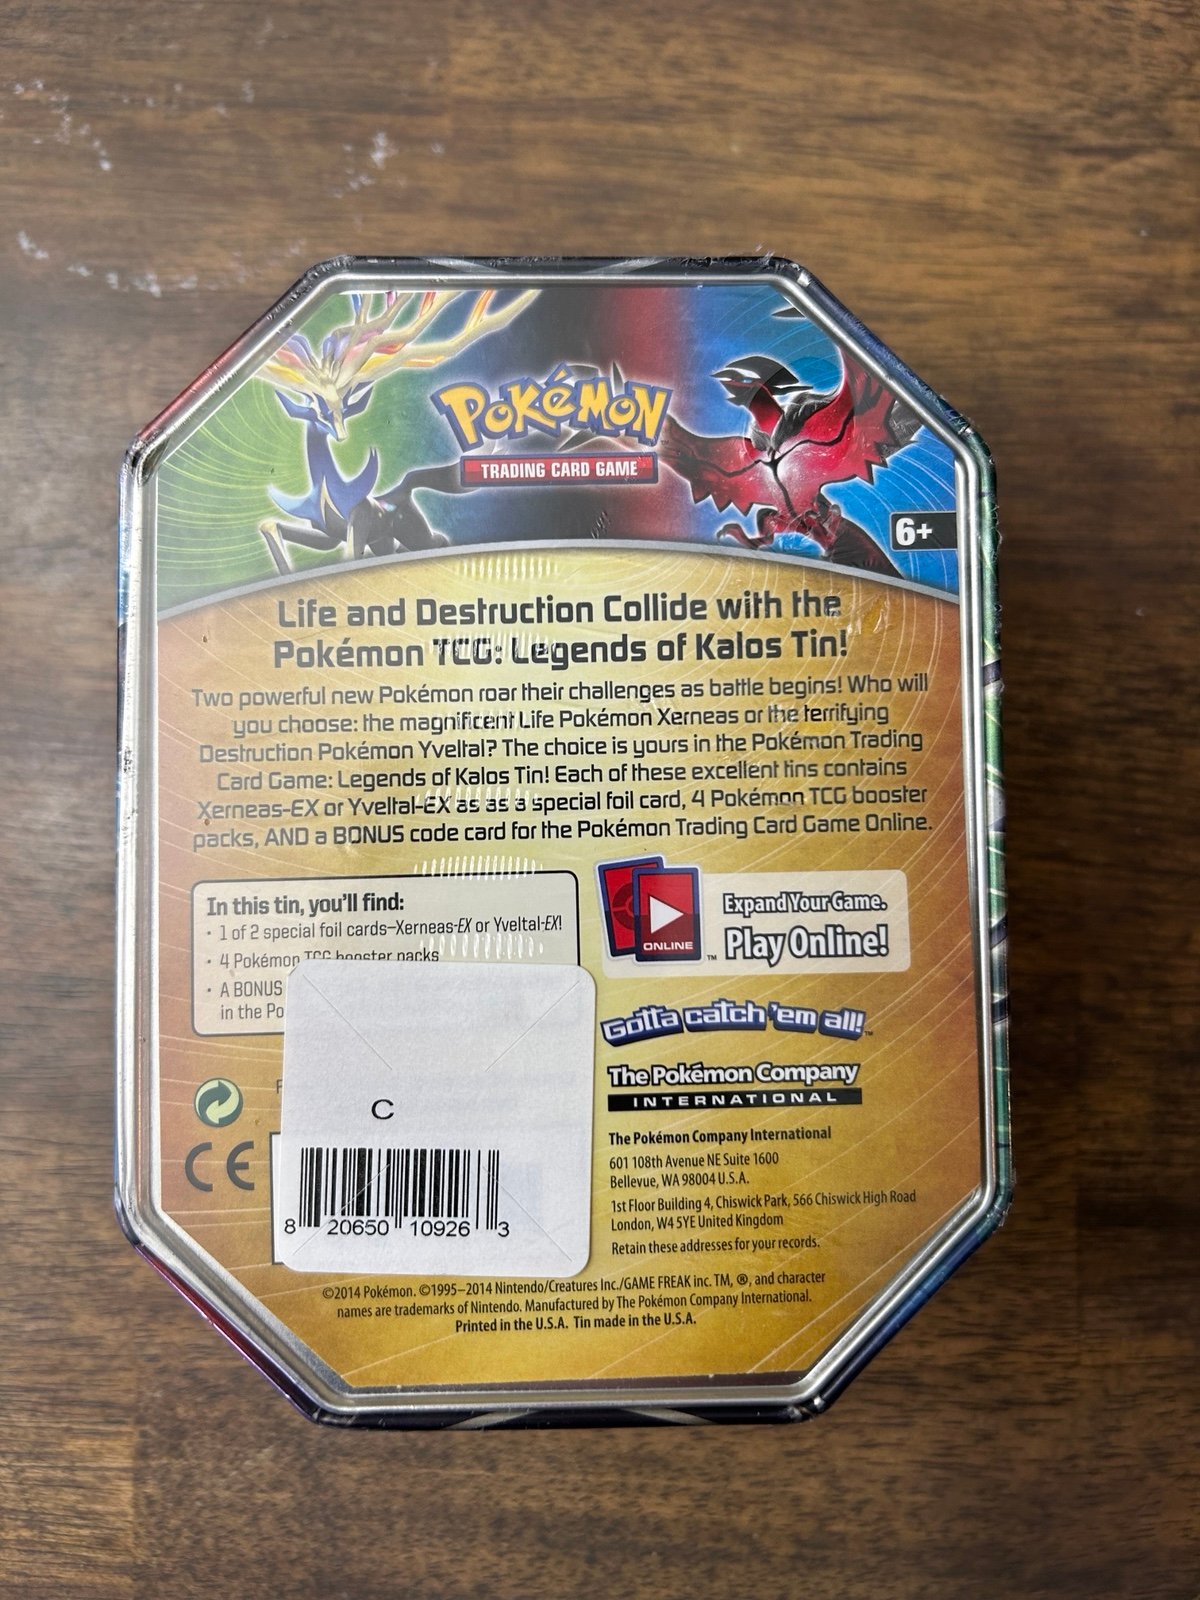 POKéMON
TRADING CARD GAME
6+
Life and Destruction Collide with the
Pokémon TCG: Legends of Kalos Tin!
Two powerful new Pokémon roar their challenges as battle begins! Who will
you choose: the magnificent Life Pokémon Xerneas or the terrifying
Destruction Pokémon Yveltal? The choice is yours in the Pokémon Trading
Card Game: Legends of Kalos Tin! Each of these excellent tins contains
Xerneas-EX or Yveltal-EX as as a special foil card, 4 Pokémon TCG booster
packs, AND a BONUS code card for the Pokémon Trading Card Game Online.
In this tin, you'll find:
• 1 of 2 special foil cards—Xerneas-EX or Yveltal-EX!
• 4 Pokémon TCG booster packs
• A BONUS
in the
ONLINE ™
Expand Your Game.
Play Online!
Gotta catch 'em all!™
The Pokémon Company
INTERNATIONAL
CE
C
8 20650 10926 3
The Pokémon Company International
601 108th Avenue NE Suite 1600
Bellevue, WA 98004 U.S.A.
1st Floor Building 4, Chiswick Park, 566 Chiswick High Road
London, W4 5YE United Kingdom
Retain these addresses for your records.
©2014 Pokémon. ©1995–2014 Nintendo/Creatures Inc./GAME FREAK inc. TM, ®, and character
names are trademarks of Nintendo. Manufactured by The Pokémon Company International.
Printed in the U.S.A. Tin made in the U.S.A.